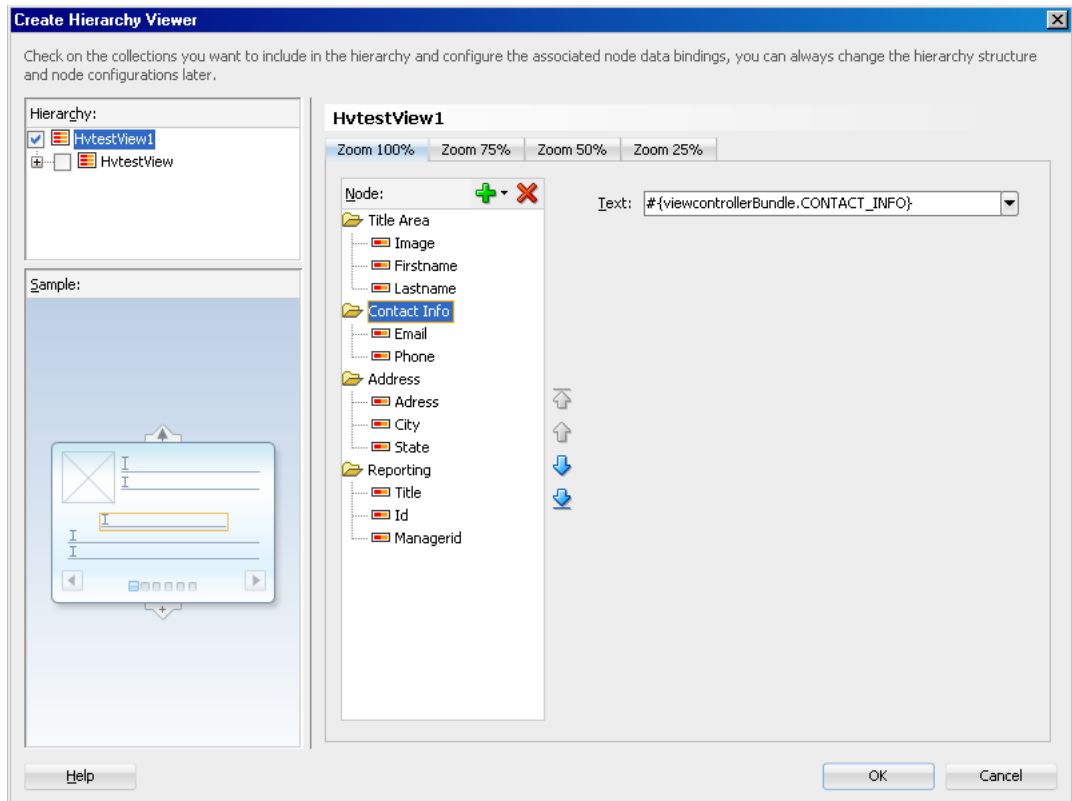 Create Hierarchy Viewer
Check on the collections you want to include in the hierarchy and configure the associated node data bindings, you can always change the hierarchy structure
and node configurations later.
Hierarchy:
HvtestView1
HvtestView
Sample:
HvtestView1
Zoom 100% Zoom 75% Zoom 50% Zoom 25%
Node:
Title Area
Image
Firstname
Lastname
Contact Info
Email
Phone
Address
Adress
City
State
Reporting
Title
Id
Managerid
Text: #{viewcontrollerBundle.CONTACT_INFO}
Help OK Cancel